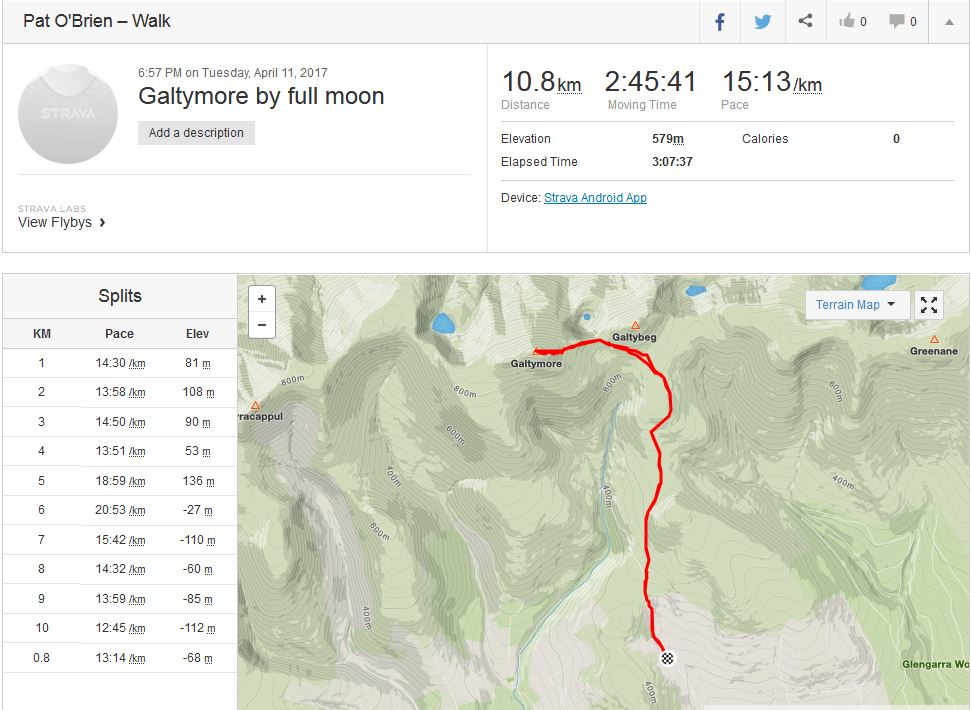 Pat O'Brien – Walk
0
0
6:57 PM on Tuesday, April 11, 2017
Galtymore by full moon
Add a description
STRAVA
STRAVA LABS
View Flybys
10.8km 2:45:41 15:13/km
Distance Moving Time Pace
Elevation 579m Calories 0
Elapsed Time 3:07:37
Device: Strava Android App
Splits
KM Pace Elev
1 14:30 /km 81 m
2 13:58 /km 108 m
3 14:50 /km 90 m
4 13:51 /km 53 m
5 18:59 /km 136 m
6 20:53 /km -27 m
7 15:42 /km -110 m
8 14:32 /km -60 m
9 13:59 /km -85 m
10 12:45 /km -112 m
0.8 13:14 /km -68 m
+
−
Terrain Map
Galtybeg
Galtymore
Greenane
racappul
800m
800m
600m
600m
600m
400m
400m
400m
600m
400m
400m
Glengarra Wo